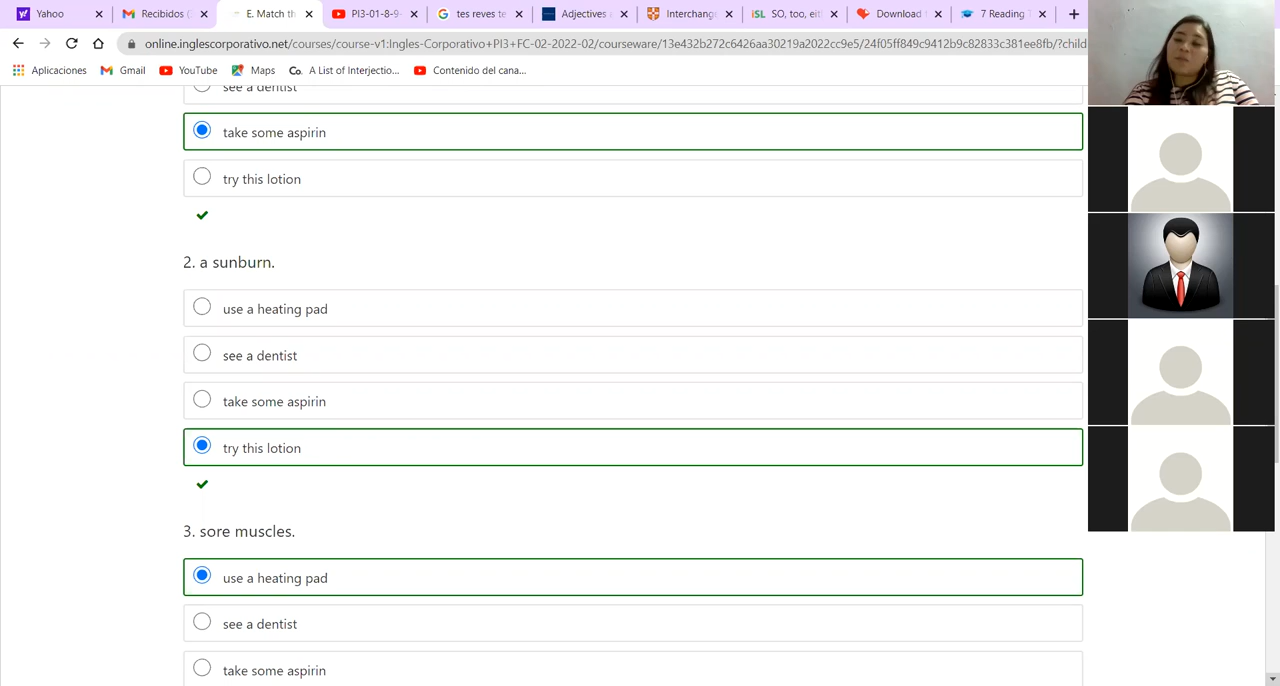 Yahoo
Recibidos (
E. Match th
PI3-01-8-9-
tes reves te
Adjectives
Interchang
SO, too, eit
Download
7 Reading T
online.inglescorporativo.net/courses/course-v1:Ingles-Corporativo+PI3+FC-02-2022-02/courseware/13e432b272c6426aa30219a2022cc9e5/24f05ff849c9412b9c82833c381ee8fb/?child
Aplicaciones
Gmail
YouTube
Maps
Co. A List of Interjectio...
Contenido del cana...
see a dentist
take some aspirin
try this lotion
2. a sunburn.
use a heating pad
see a dentist
take some aspirin
try this lotion
3. sore muscles.
use a heating pad
see a dentist
take some aspirin